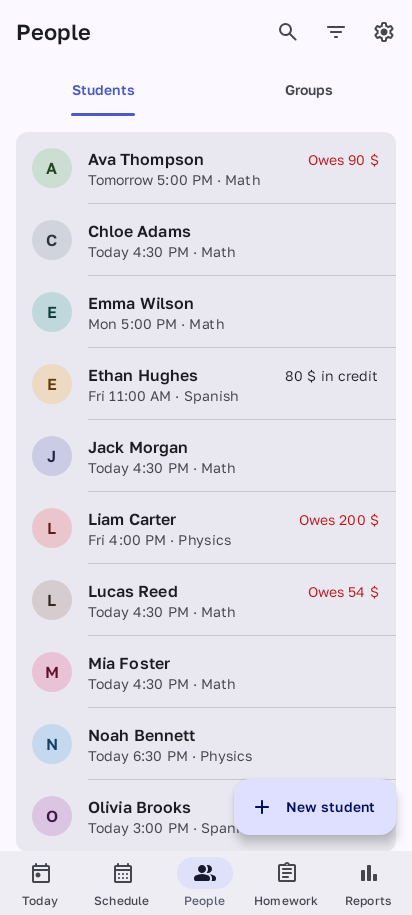 People
Students Groups
A Ava Thompson Owes 90 $
Tomorrow 5:00 PM · Math
C Chloe Adams
Today 4:30 PM · Math
E Emma Wilson
Mon 5:00 PM · Math
E Ethan Hughes 80 $ in credit
Fri 11:00 AM · Spanish
J Jack Morgan
Today 4:30 PM · Math
L Liam Carter Owes 200 $
Fri 4:00 PM · Physics
L Lucas Reed Owes 54 $
Today 4:30 PM · Math
M Mia Foster
Today 4:30 PM · Math
N Noah Bennett
Today 6:30 PM · Physics
O Olivia Brooks
Today 3:00 PM ·
New student
Today Schedule People Homework Reports